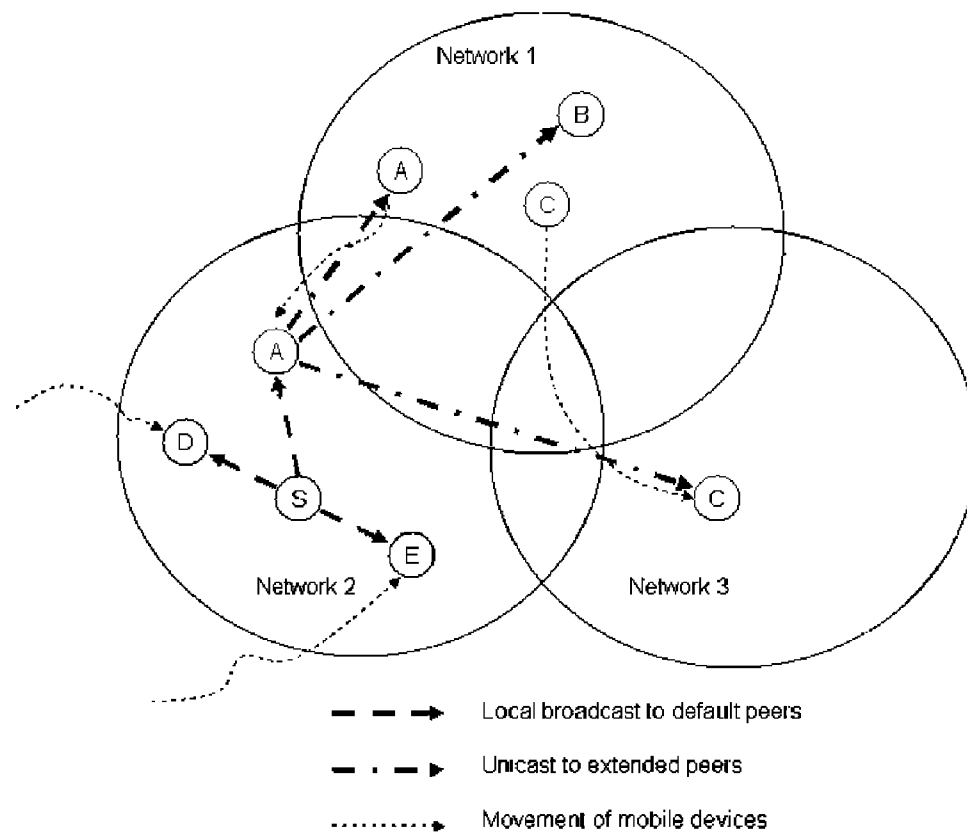 Network 1
B
A
C
A
D
S
C
E
Network 2
Network 3
Local broadcast to default peers
Unicast to extended peers
Movement of mobile devices